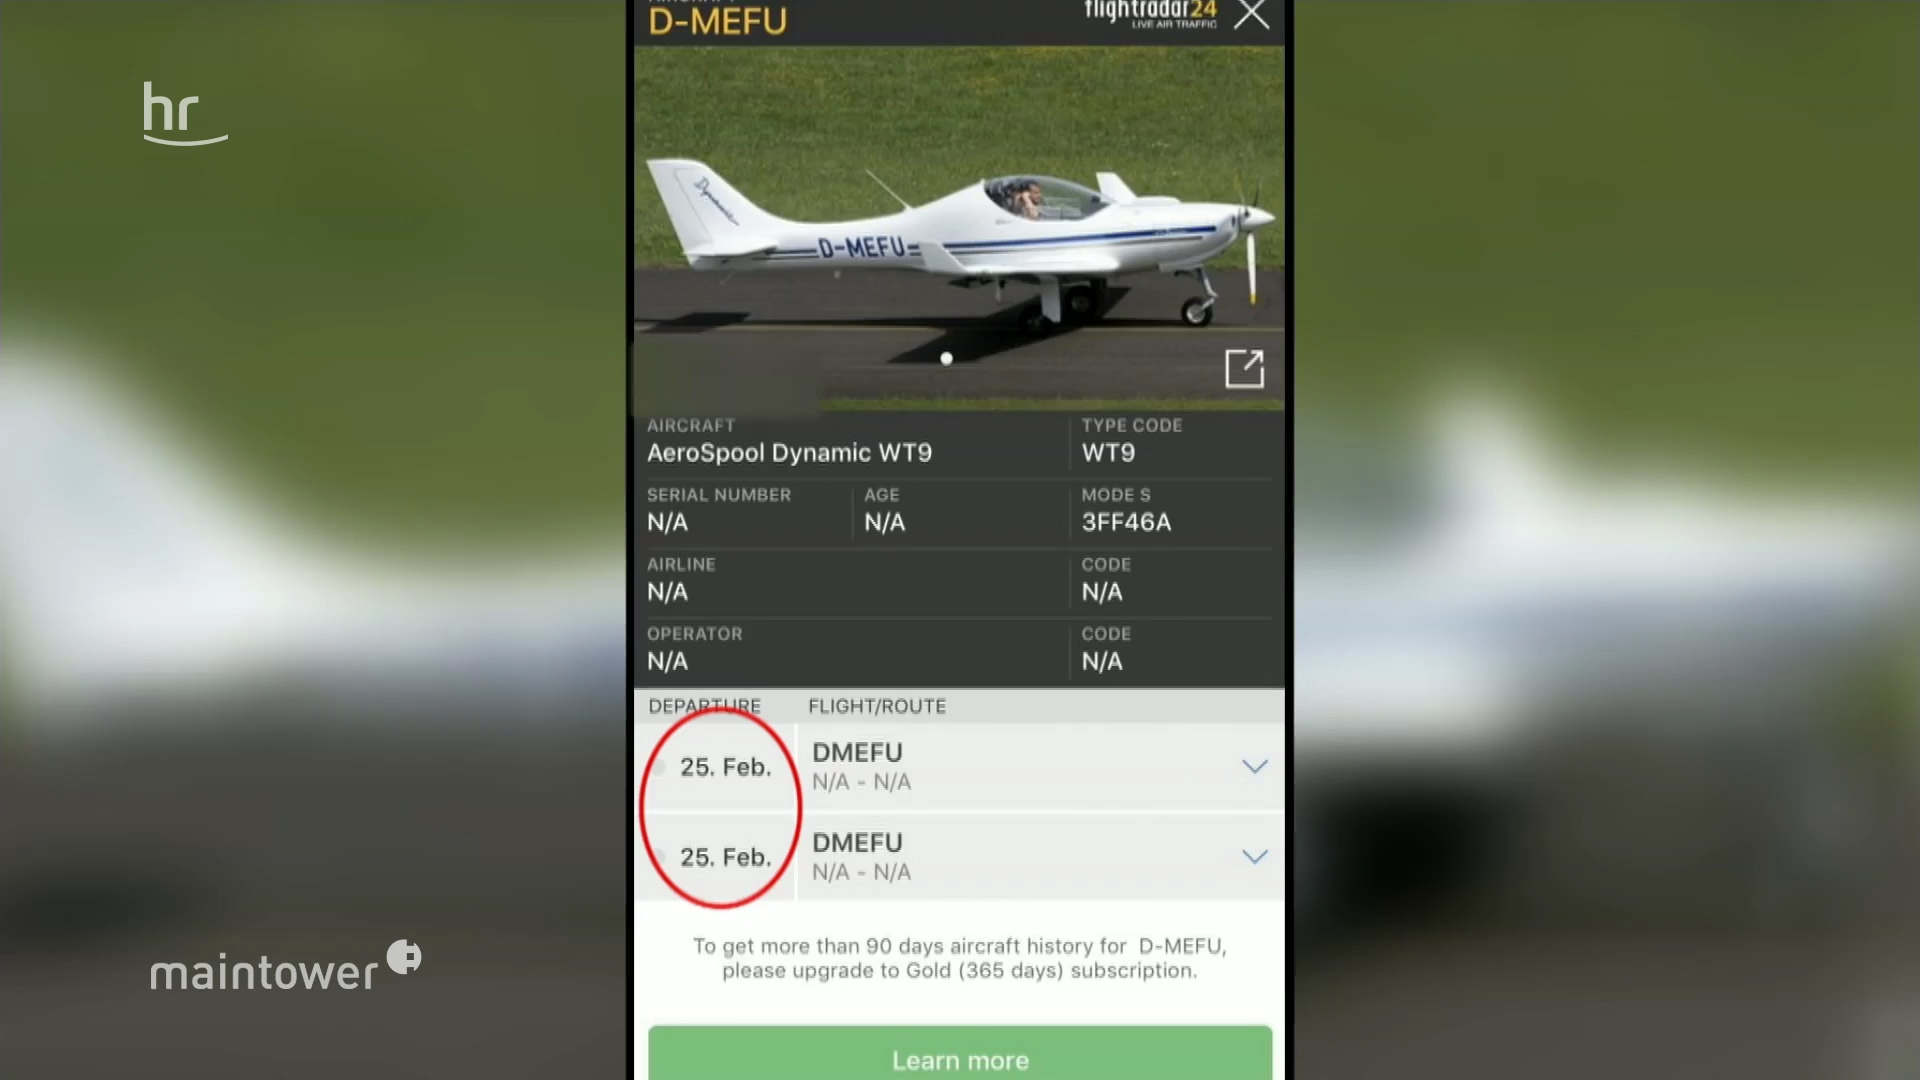 AIRCRAFT
D-MEFU
flightradar24
LIVE AIR TRAFFIC
hr
Dynamic
D-MEFU
AIRCRAFT
AeroSpool Dynamic WT9
TYPE CODE
WT9
SERIAL NUMBER
N/A
AGE
N/A
MODE S
3FF46A
AIRLINE
N/A
CODE
N/A
OPERATOR
N/A
CODE
N/A
DEPARTURE FLIGHT/ROUTE
25. Feb.
DMEFU
N/A - N/A
25. Feb.
DMEFU
N/A - N/A
To get more than 90 days aircraft history for D-MEFU,
please upgrade to Gold (365 days) subscription.
Learn more
maintower